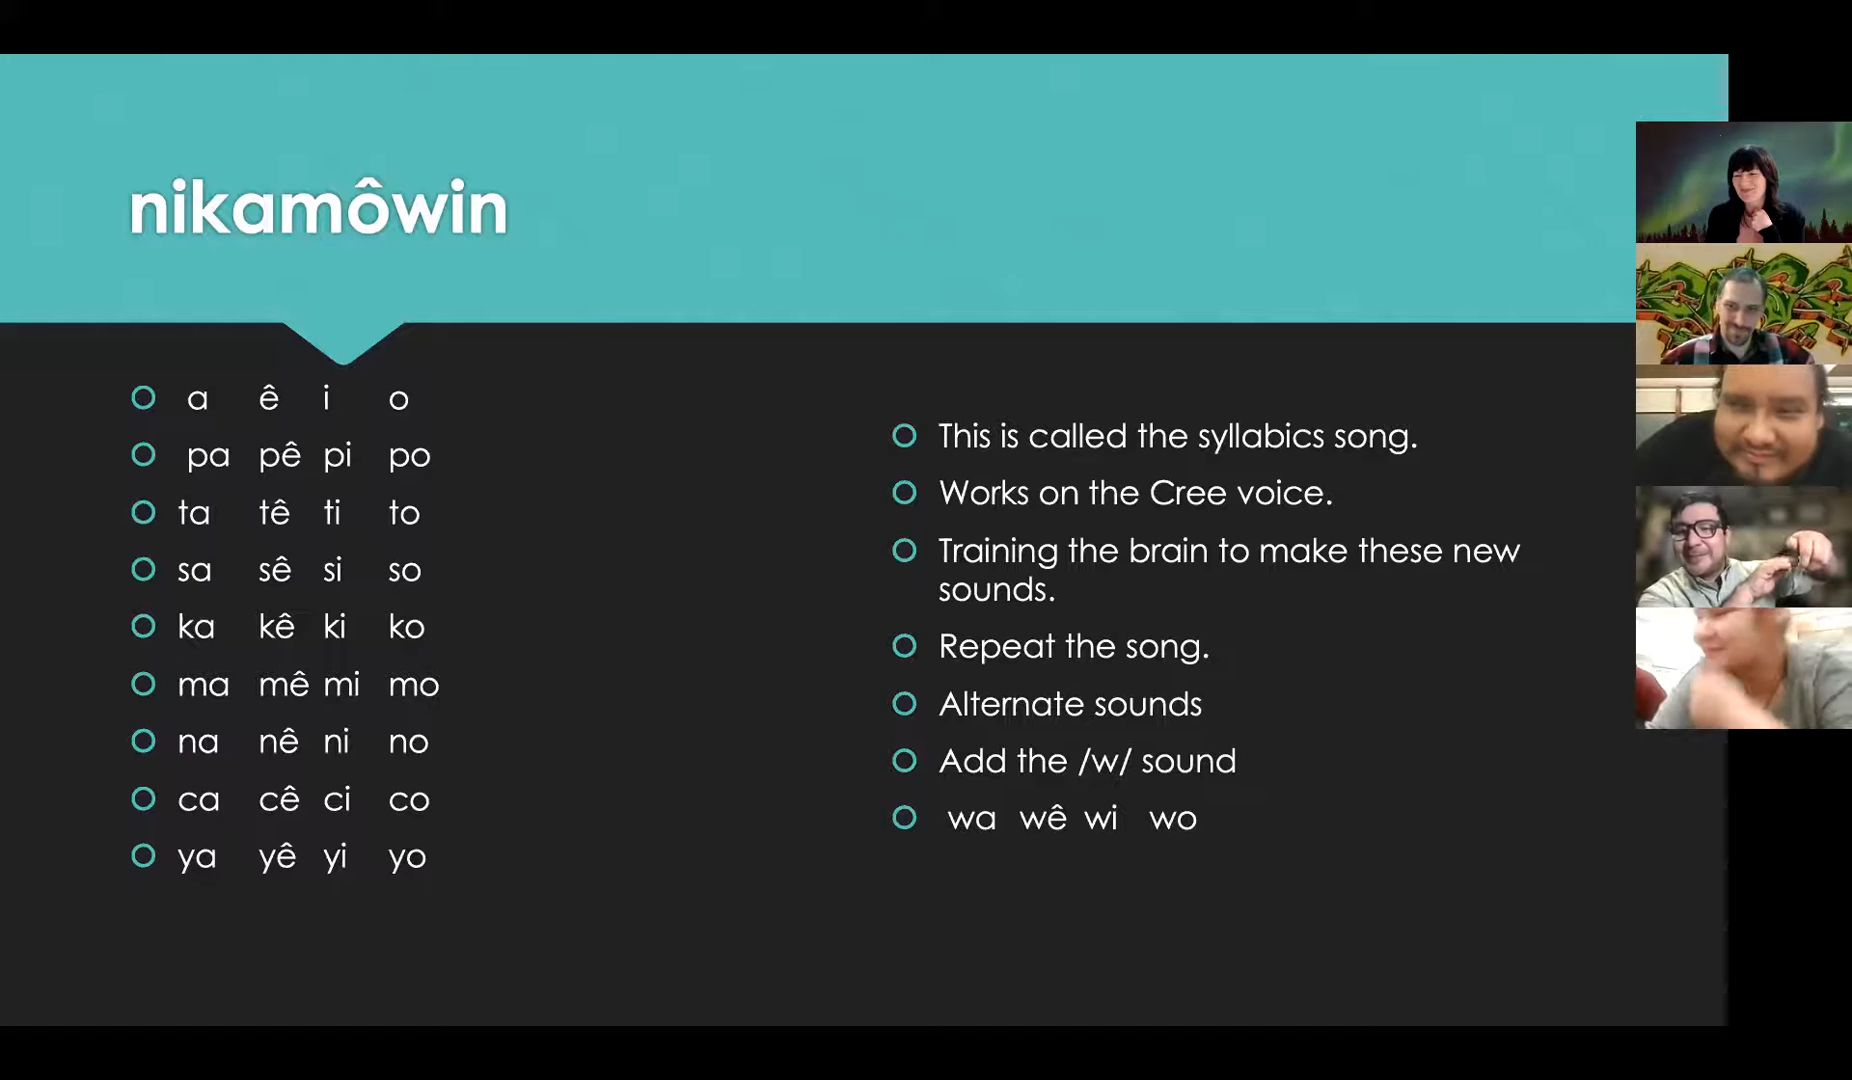 nikamôwin
a ê i o
pa pê pi po
ta tê ti to
sa sê si so
ka kê ki ko
ma mê mi mo
na nê ni no
ca cê ci co
ya yê yi yo
This is called the syllabics song.
Works on the Cree voice.
Training the brain to make these new
sounds.
Repeat the song.
Alternate sounds
Add the /w/ sound
wa wê wi wo